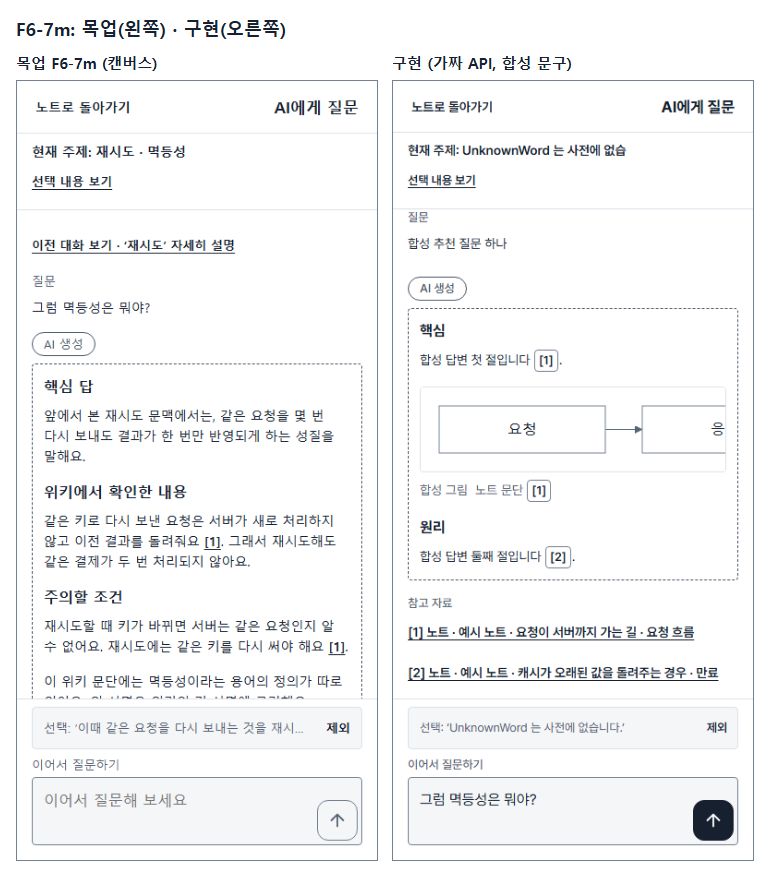 F6-7m: 목업(왼쪽) · 구현(오른쪽)
목업 F6-7m (캔버스)
노트로 돌아가기
AI에게 질문
현재 주제: 재시도 · 멱등성
선택 내용 보기
이전 대화 보기 · ‘재시도’ 자세히 설명
질문
그럼 멱등성은 뭐야?
AI 생성
핵심 답
앞에서 본 재시도 문맥에서는, 같은 요청을 몇 번
다시 보내도 결과가 한 번만 반영되게 하는 성질을
말해요.
위키에서 확인한 내용
같은 키로 다시 보낸 요청은 서버가 새로 처리하지
않고 이전 결과를 돌려줘요 [1]. 그래서 재시도해도
같은 결제가 두 번 처리되지 않아요.
주의할 조건
재시도할 때 키가 바뀌면 서버는 같은 요청인지 알
수 없어요. 재시도에는 같은 키를 다시 써야 해요 [1].
이 위키 문단에는 멱등성이라는 용어의 정의가 따로
선택: ‘이때 같은 요청을 다시 보내는 것을 재시...
제외
이어서 질문하기
이어서 질문해 보세요
구현 (가짜 API, 합성 문구)
노트로 돌아가기
AI에게 질문
현재 주제: UnknownWord 는 사전에 없습
선택 내용 보기
질문
합성 추천 질문 하나
AI 생성
핵심
합성 답변 첫 절입니다 [1].
요청
응
합성 그림 노트 문단 [1]
원리
합성 답변 둘째 절입니다 [2].
참고 자료
[1] 노트 · 예시 노트 · 요청이 서버까지 가는 길 · 요청 흐름
[2] 노트 · 예시 노트 · 캐시가 오래된 값을 돌려주는 경우 · 만료
선택: ‘UnknownWord 는 사전에 없습니다.’
제외
이어서 질문하기
그럼 멱등성은 뭐야?